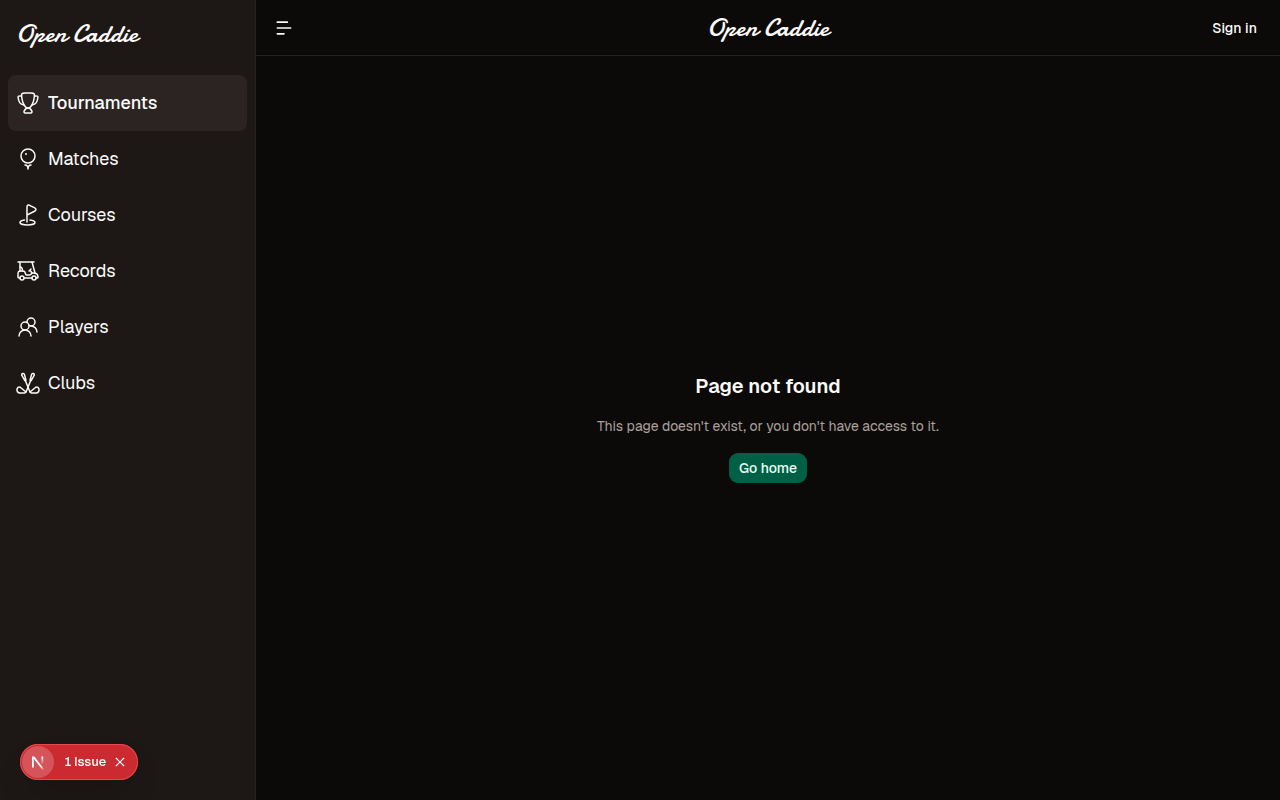 Open Caddie
Tournaments
Matches
Courses
Records
Players
Clubs
1 Issue
Open Caddie
Sign in
Page not found
This page doesn't exist, or you don't have access to it.
Go home